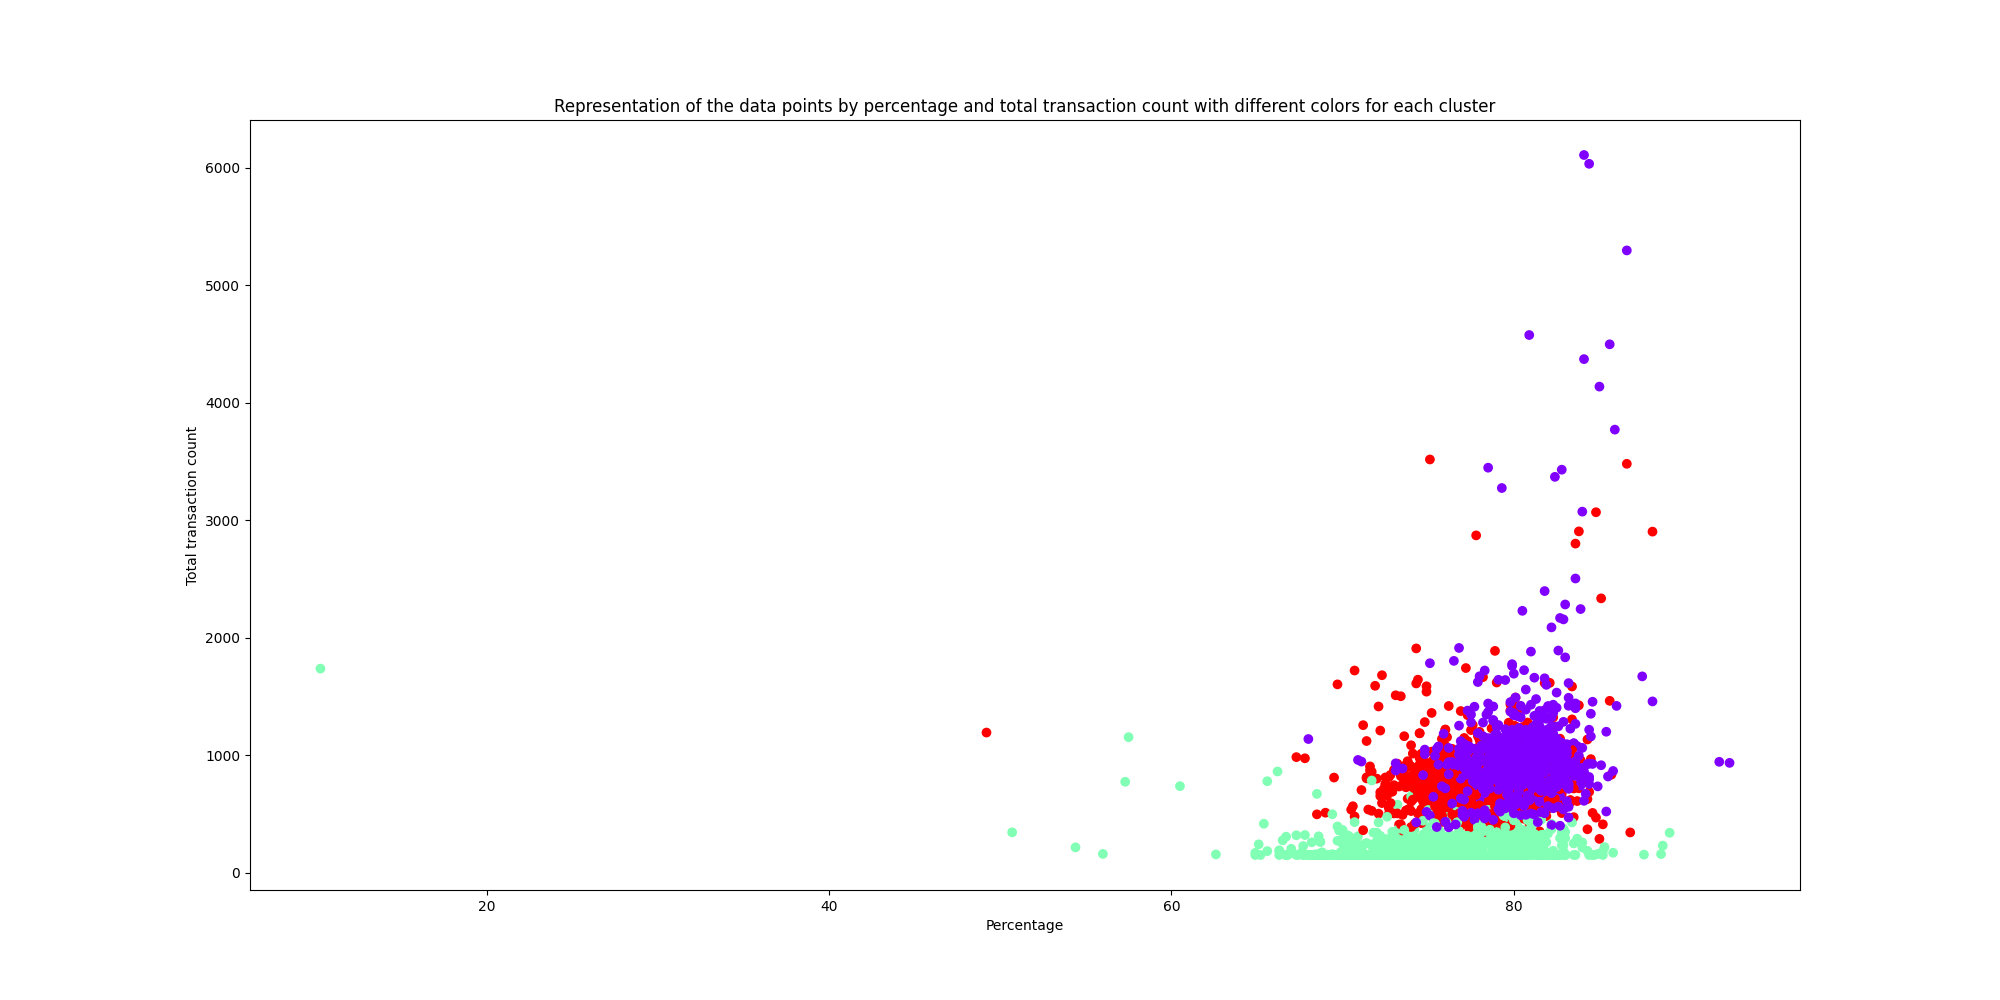 Representation of the data points by percentage and total transaction count with different colors for each cluster
6000
5000
4000
3000
2000
1000
0
Total transaction count
20 40 60 80
Percentage